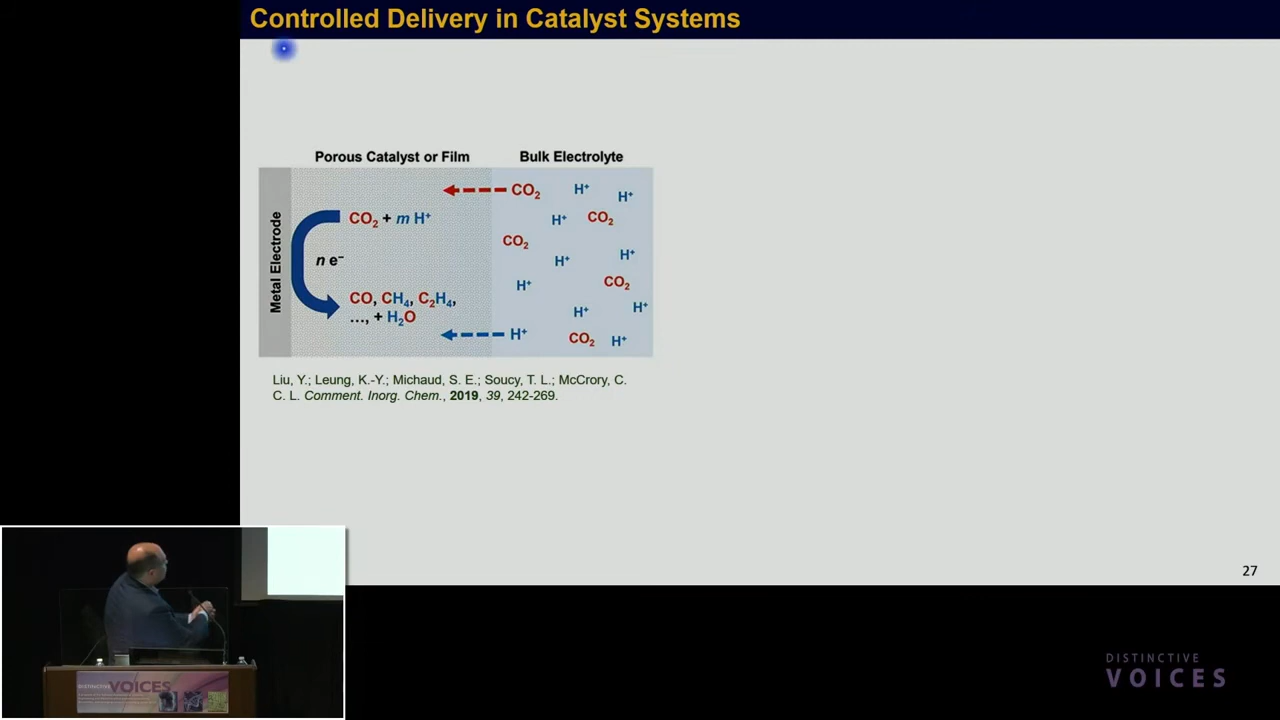 Controlled Delivery in Catalyst Systems
Porous Catalyst or Film
Bulk Electrolyte
Metal Electrode
CO₂ + m H⁺
n e⁻
CO, CH₄, C₂H₄,
…, + H₂O
CO₂
H⁺
H⁺
H⁺
CO₂
CO₂
H⁺
H⁺
H⁺
CO₂
H⁺
H⁺
H⁺
CO₂
H⁺
Liu, Y.; Leung, K.-Y.; Michaud, S. E.; Soucy, T. L.; McCrory, C.
C. L. Comment. Inorg. Chem., 2019, 39, 242-269.
27
DISTINCTIVE
VOICES
DISTINCTIVE VOICES